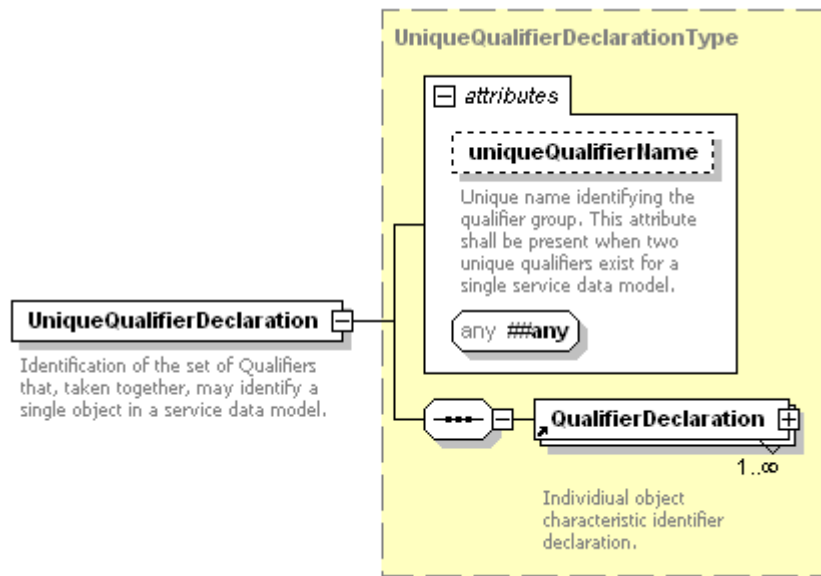 UniqueQualifierDeclarationType
attributes
uniqueQualifierName
Unique name identifying the
qualifier group. This attribute
shall be present when two
unique qualifiers exist for a
single service data model.
any ##any
UniqueQualifierDeclaration
Identification of the set of Qualifiers
that, taken together, may identify a
single object in a service data model.
QualifierDeclaration
1..∞
Individiual object
characteristic identifier
declaration.